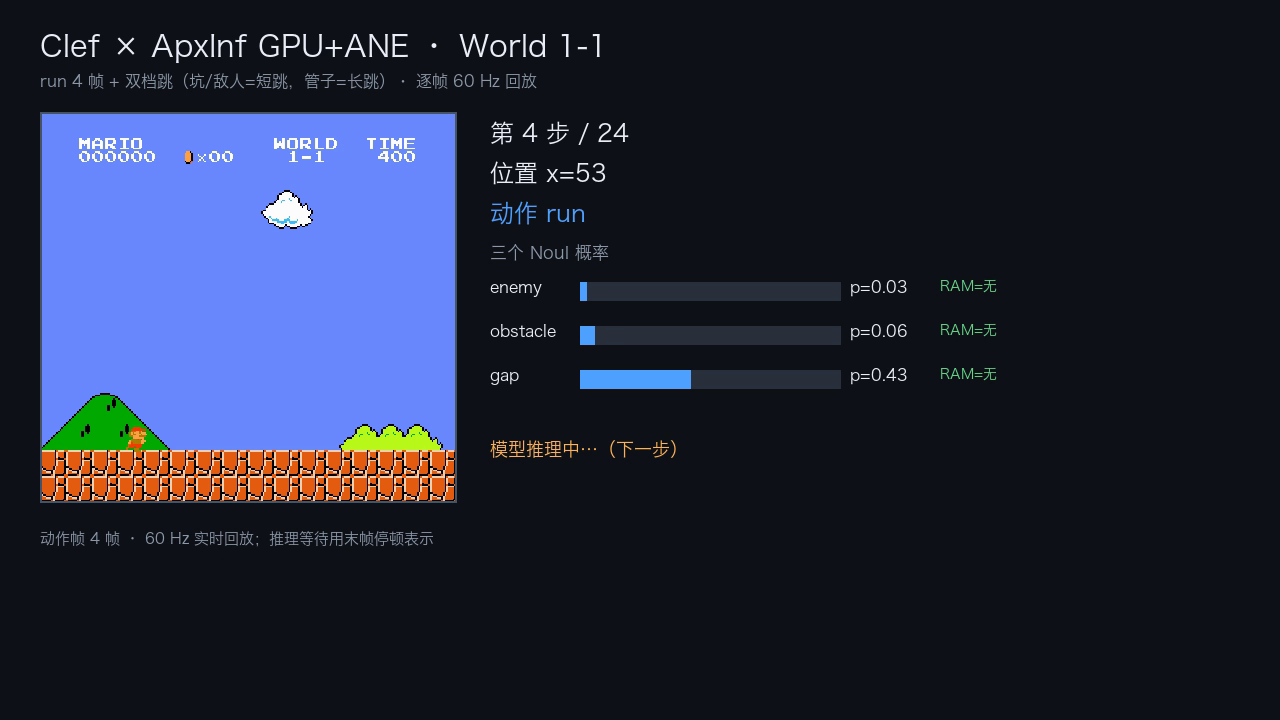 Clef × ApxInf GPU+ANE · World 1-1
run 4 帧 + 双档跳（坑/敌人=短跳，管子=长跳）· 逐帧 60 Hz 回放
MARIO WORLD TIME
000000 ×00 1-1 400
第 4 步 / 24
位置 x=53
动作 run
三个 Noul 概率
enemy p=0.03 RAM=无
obstacle p=0.06 RAM=无
gap p=0.43 RAM=无
模型推理中…（下一步）
动作帧 4 帧 · 60 Hz 实时回放；推理等待用末帧停顿表示